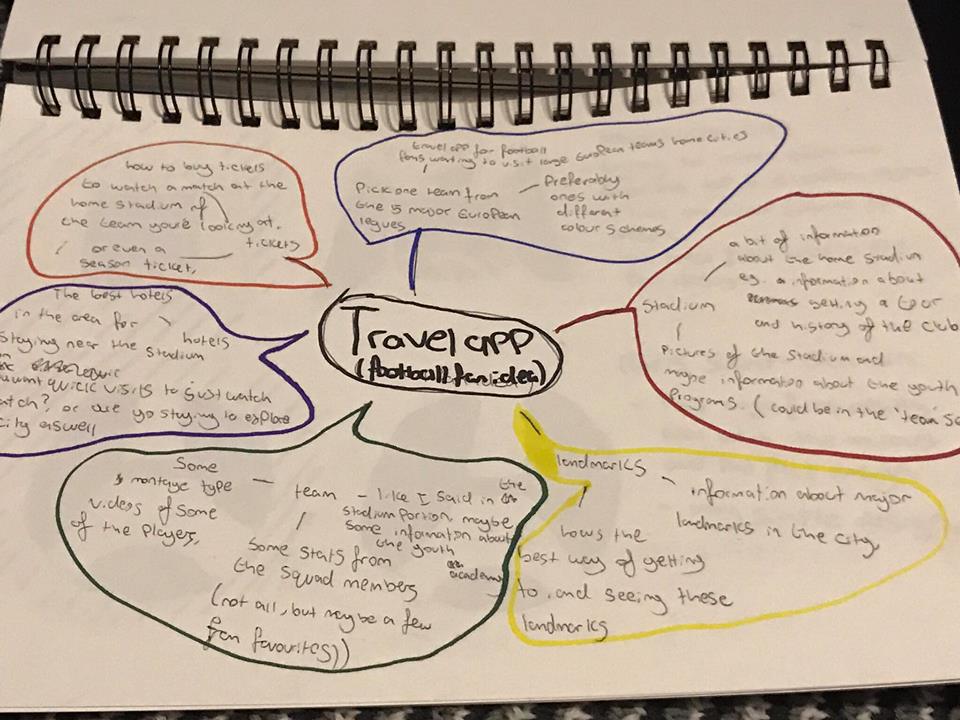 travel app for football
fans wanting to visit large European teams home cities
Pick one team from
the 5 major European
legues
Preferably
ones with
different
colour schemes
how to buy tickets
to watch a match at the
home stadium of
the team you're looking at.
tickets
or even a
season ticket,
a bit of information
about the home stadium
eg. a information about
getting a tour
and history of the club
Stadium
Pictures of the stadium and
more information about the youth
Programs. (could be in the 'team' se
The best hotels
in the area for
staying near the stadium
hotels
want quick visits to just watch
atch? or are yo staying to explore
city aswell
Travel app
(football fan idea)
Some
montage type
videos of some
of the players,
team
– like I said in the
stadium portion, maybe
some information about
the youth
academy
Some stats from
the squad members
(not all, but maybe a few
fan favourites))
landmarks
information about major
landmarks in the city,
hows the
best way of getting
to and seeing these
landmarks